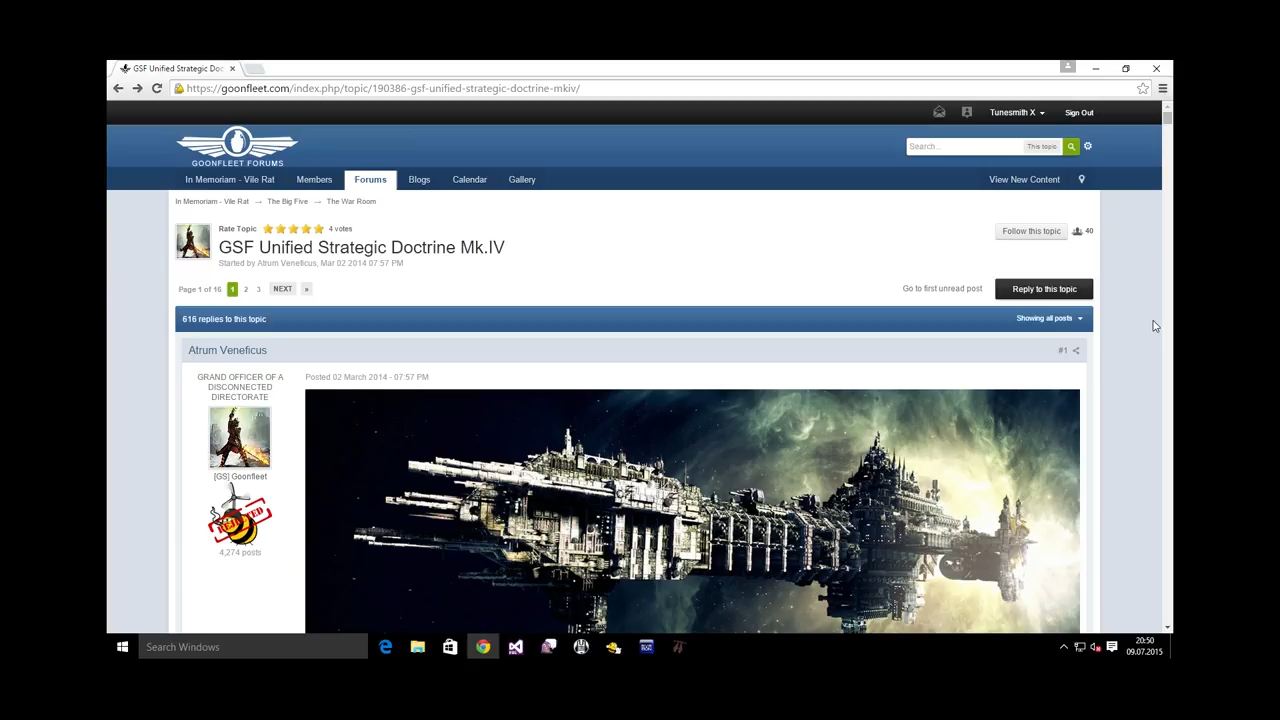 GSF Unified Strategic Doc
https://goonfleet.com/index.php/topic/190386-gsf-unified-strategic-doctrine-mkiv/
Tunesmith X
Sign Out
GOONFLEET FORUMS
Search...
This topic
In Memoriam - Vile Rat
Members
Forums
Blogs
Calendar
Gallery
View New Content
In Memoriam - Vile Rat → The Big Five → The War Room
Rate Topic
4 votes
GSF Unified Strategic Doctrine Mk.IV
Started by Atrum Veneficus, Mar 02 2014 07:57 PM
Follow this topic
40
Page 1 of 16
1
2
3
NEXT
»
Go to first unread post
Reply to this topic
616 replies to this topic
Showing all posts
Atrum Veneficus
#1
GRAND OFFICER OF A
DISCONNECTED
DIRECTORATE
Posted 02 March 2014 - 07:57 PM
[GS] Goonfleet
4,274 posts
Search Windows
20:50
09.07.2015